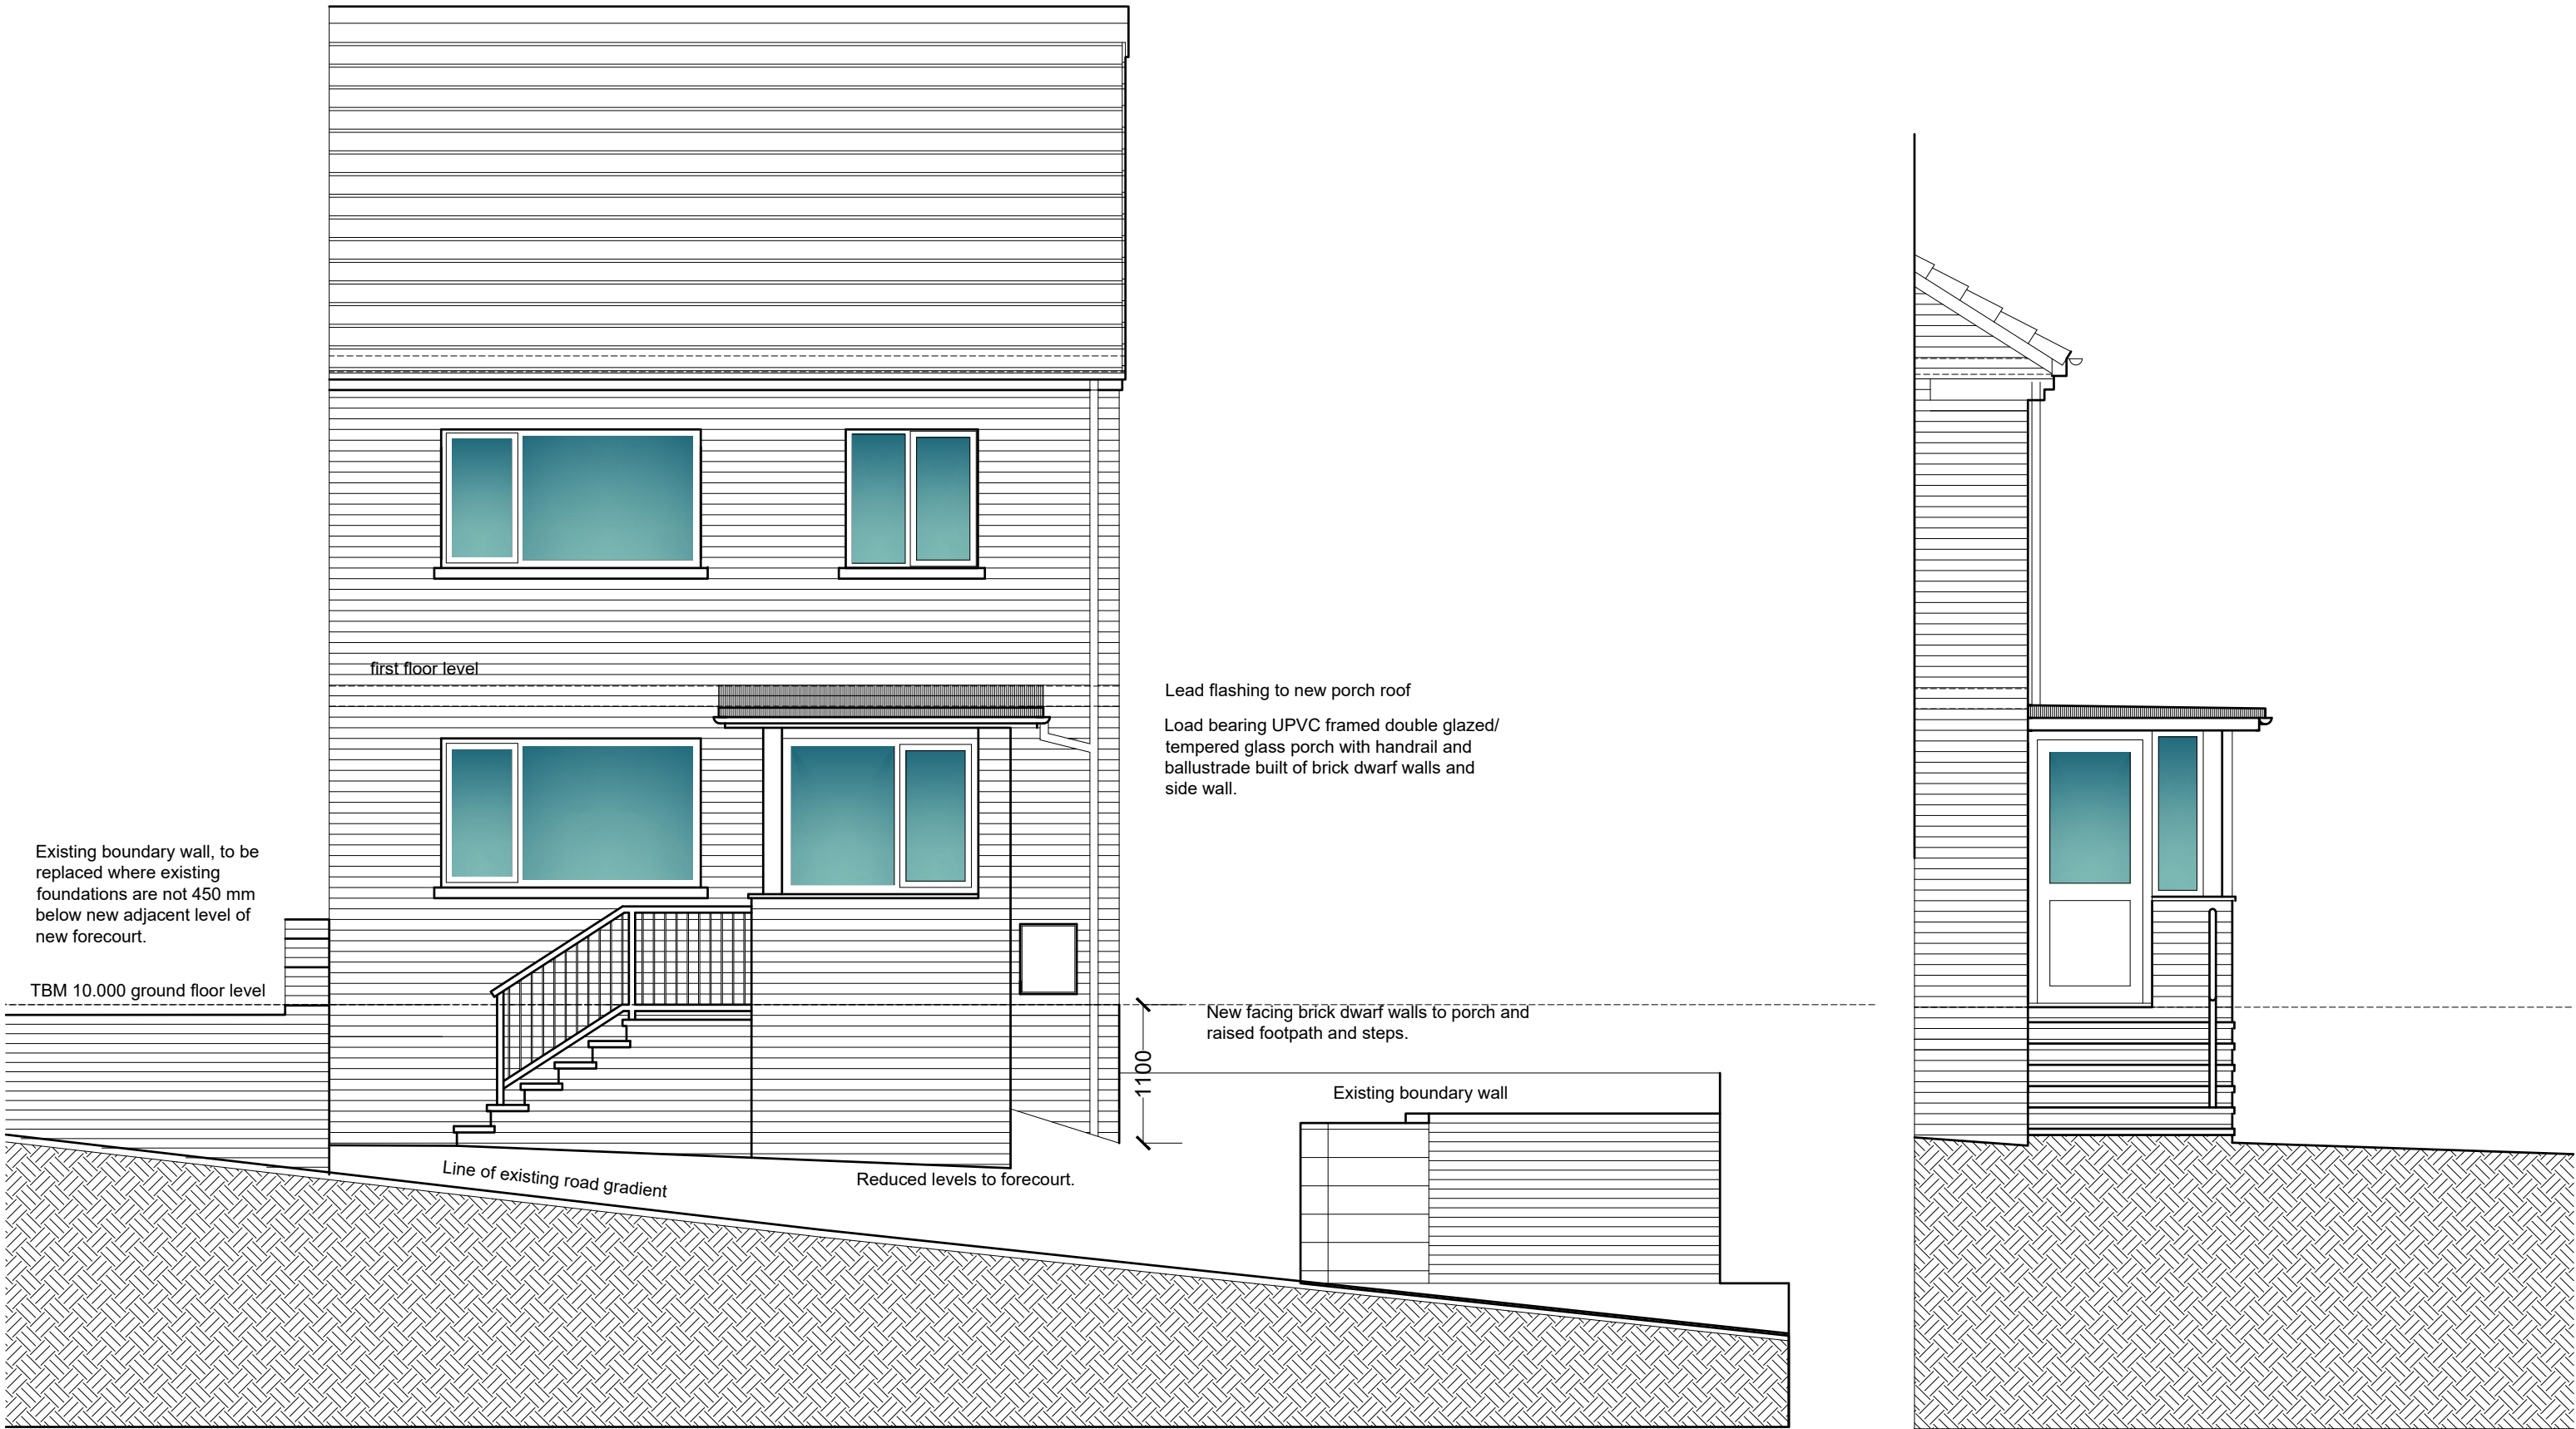 first floor level
Lead flashing to new porch roof
Load bearing UPVC framed double glazed/
tempered glass porch with handrail and
ballustrade built of brick dwarf walls and
side wall.
Existing boundary wall, to be
replaced where existing
foundations are not 450 mm
below new adjacent level of
new forecourt.
TBM 10.000 ground floor level
New facing brick dwarf walls to porch and
raised footpath and steps.
1100
Existing boundary wall
Line of existing road gradient
Reduced levels to forecourt.